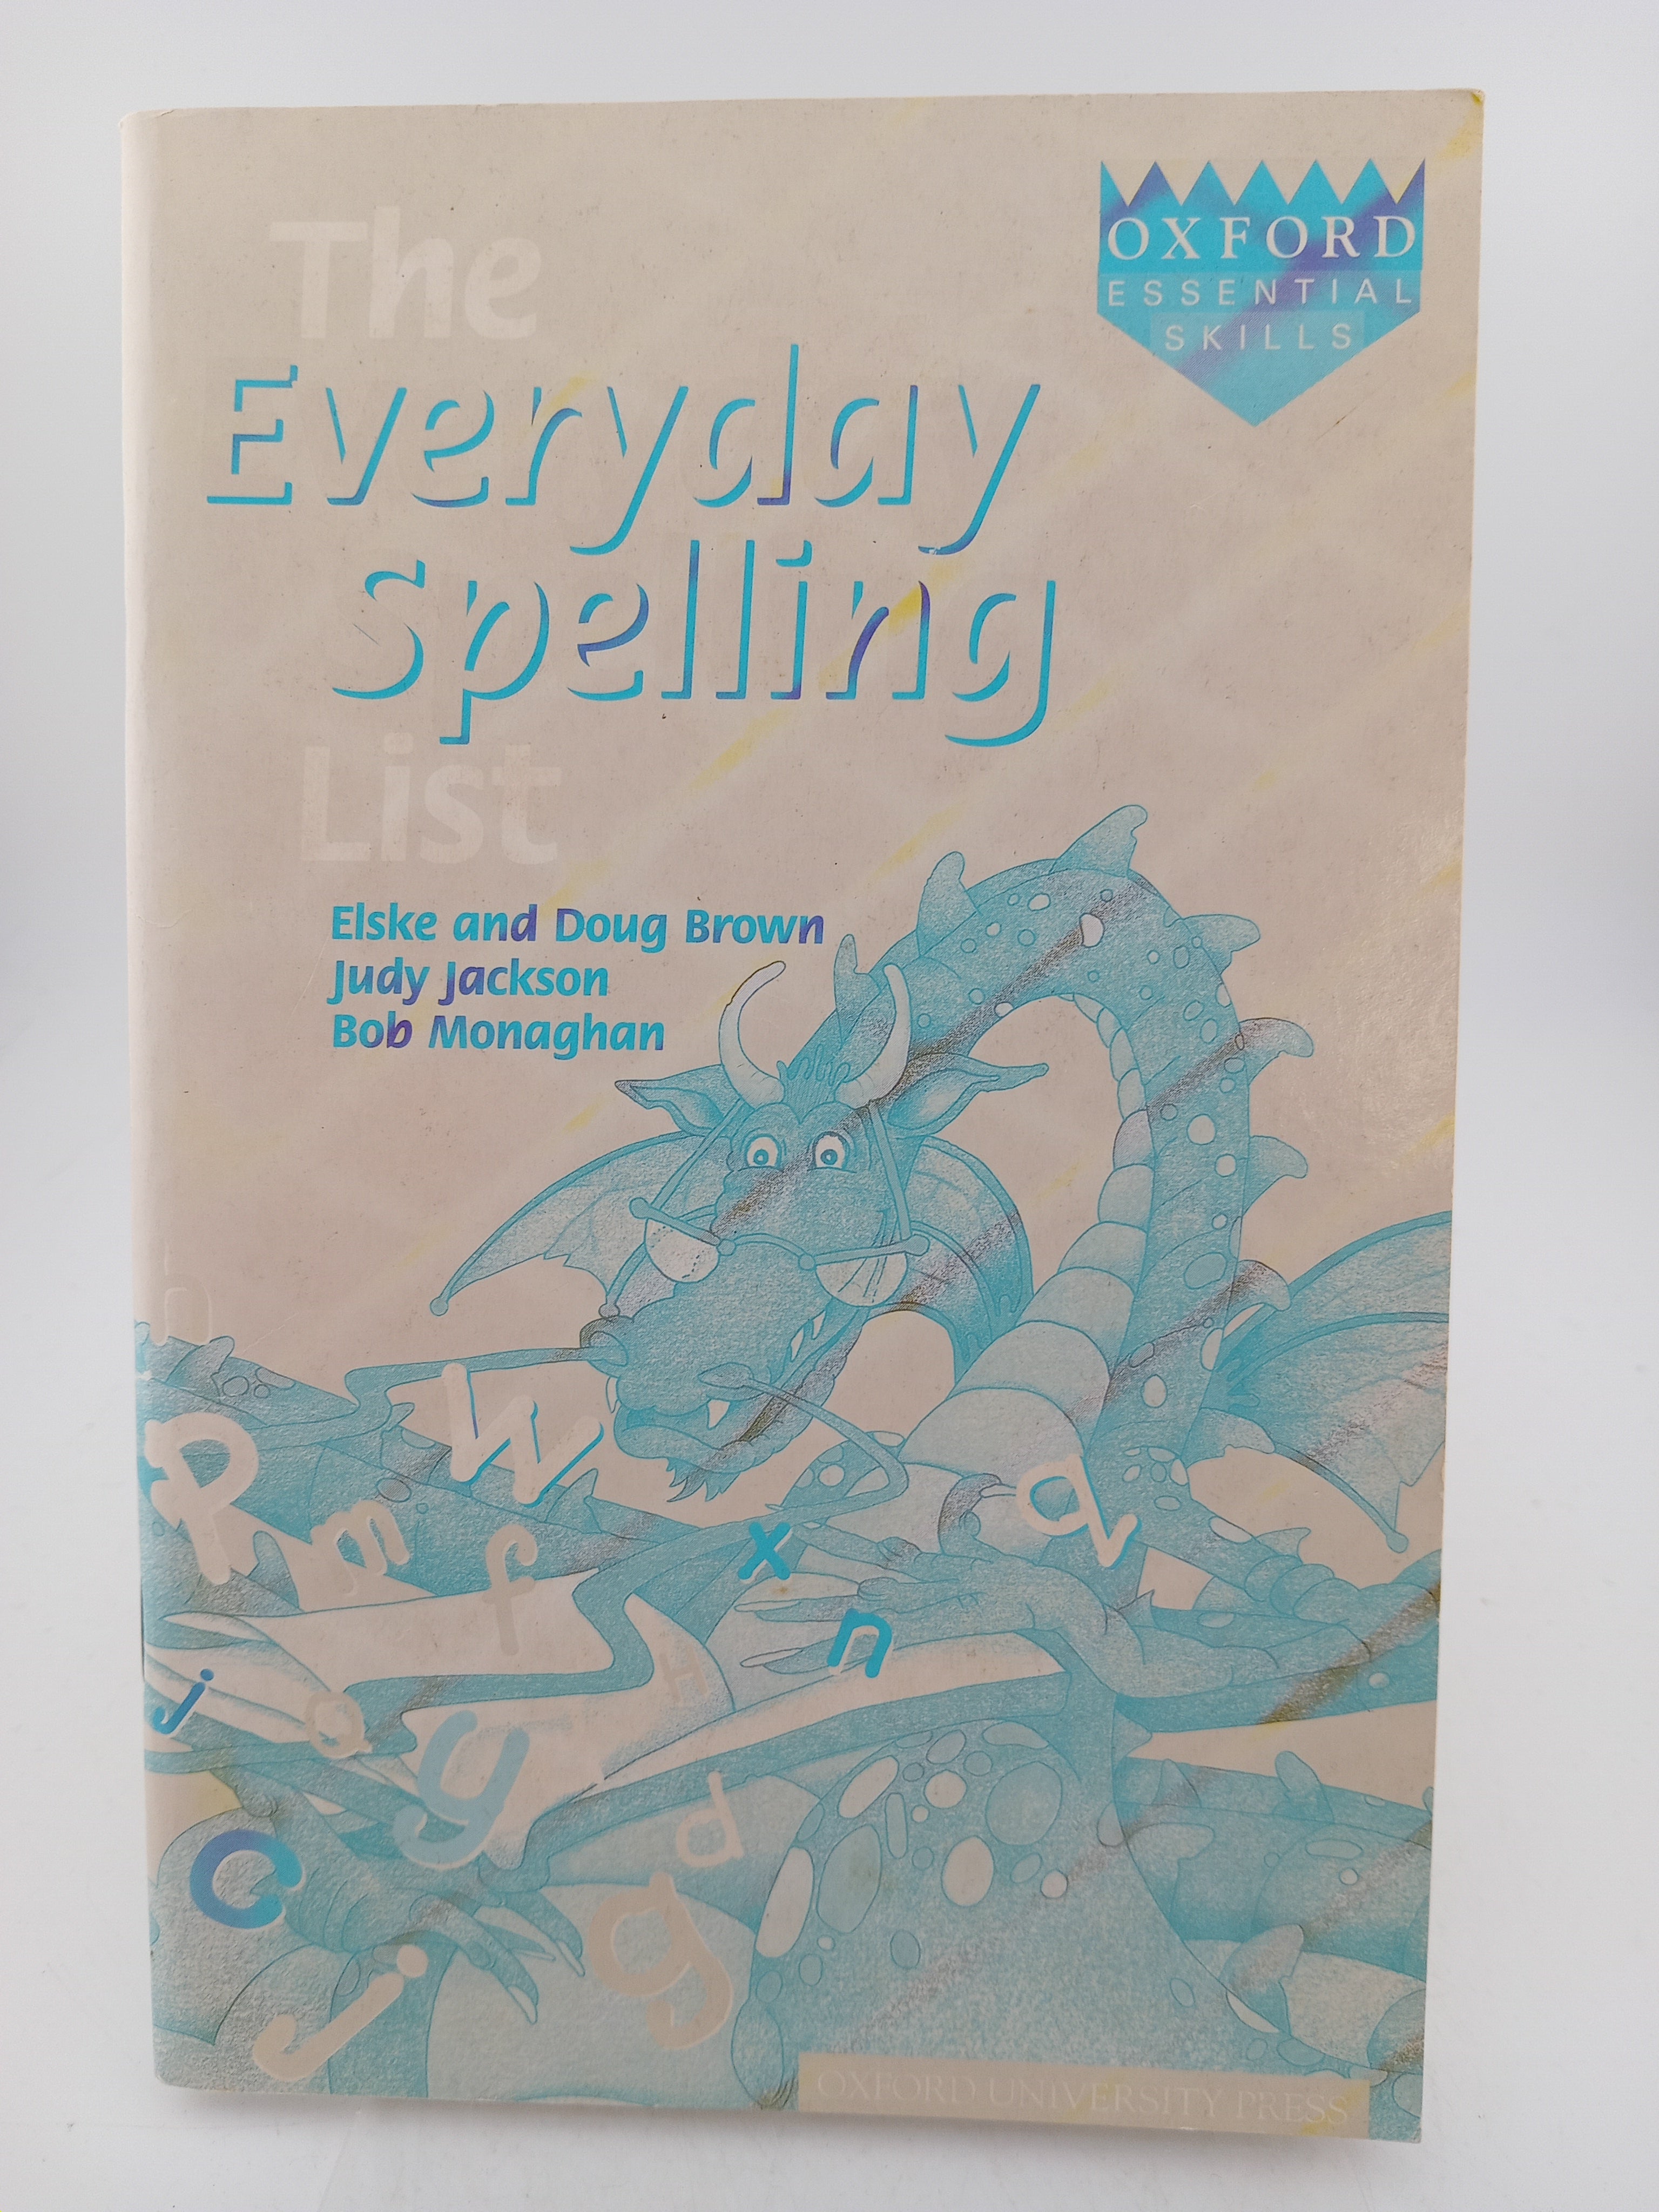 The
Everyday
Spelling
List
OXFORD
ESSENTIAL
SKILLS
Elske and Doug Brown
Judy Jackson
Bob Monaghan
n
P
m
w
f
x
q
n
j
o
y
H
d
C
g
j
OXFORD UNIVERSITY PRESS